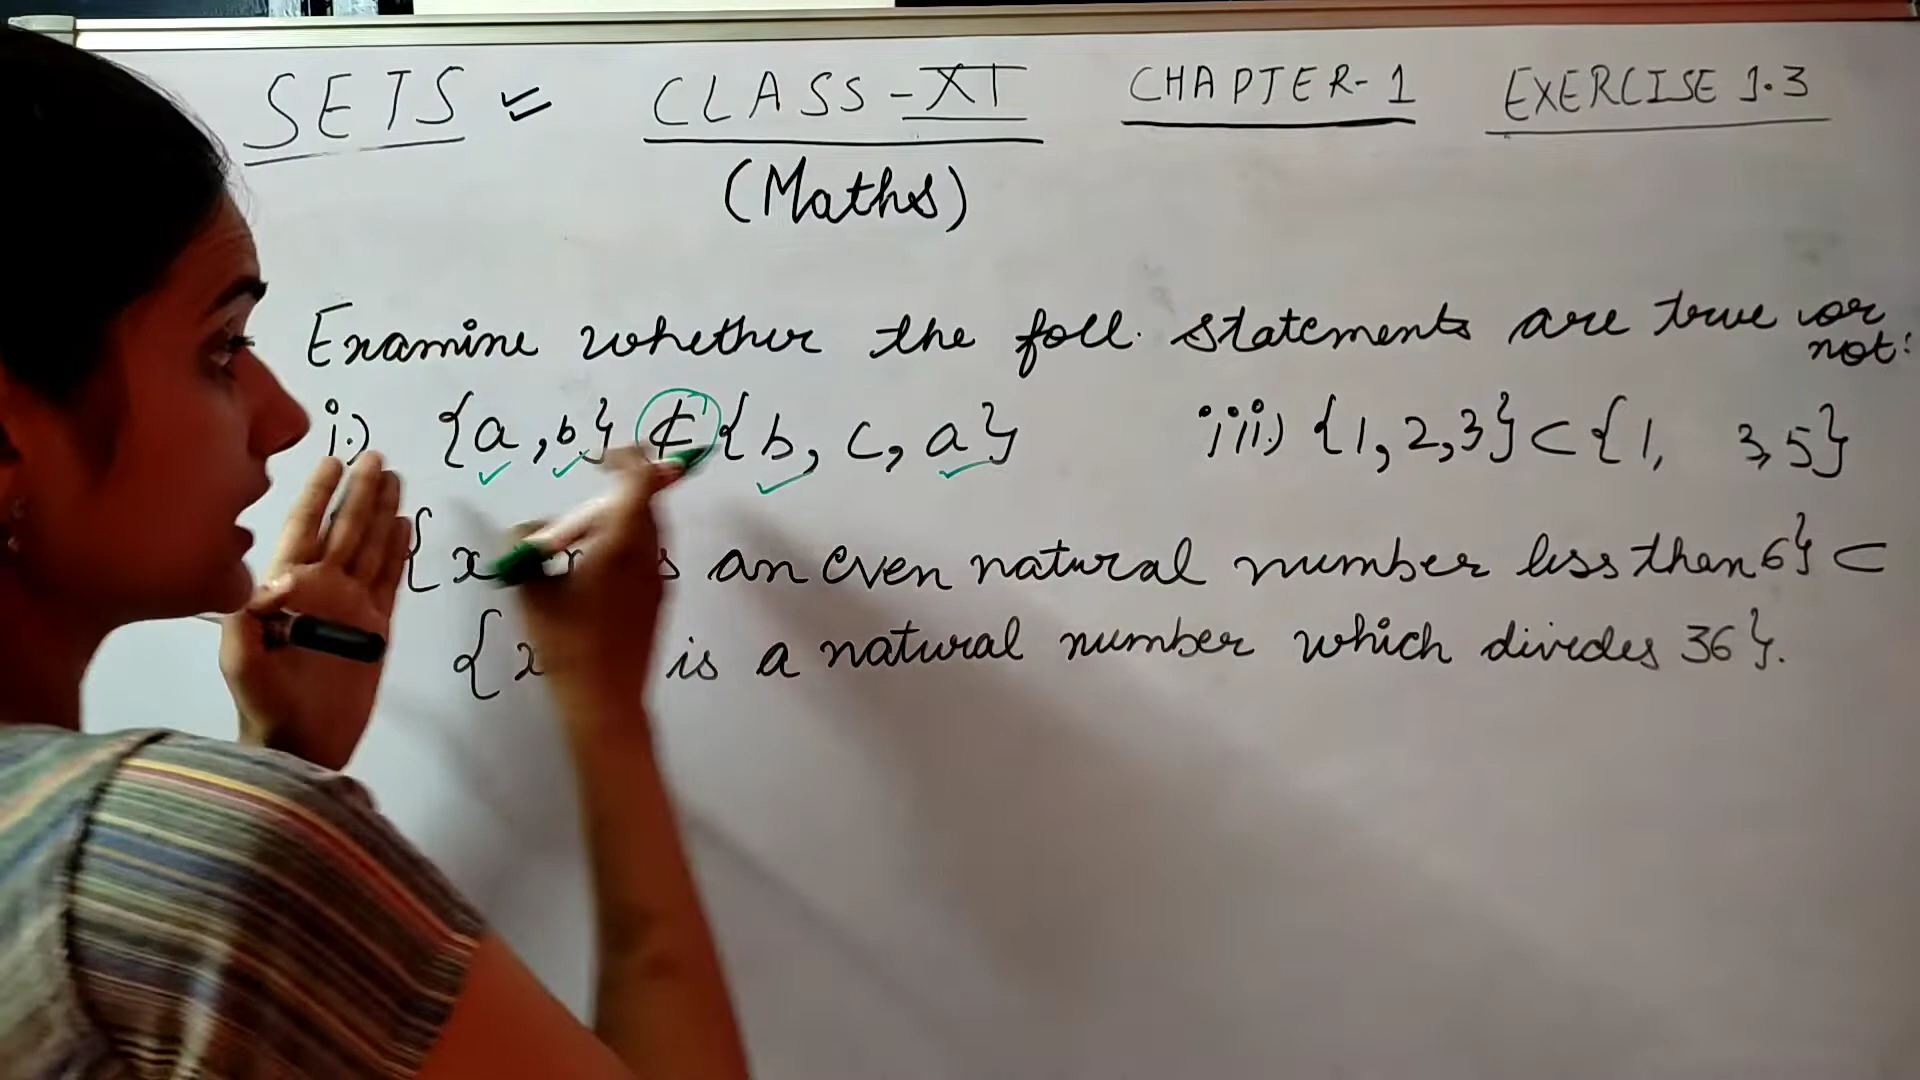 SETS CLASS-XI CHAPTER-1 EXERCISE 1.3
(Maths)
Examine whether the foll. statements are true or not:
i.) {a, b} ⊄ {b, c, a} iii.) {1, 2, 3} ⊂ {1, 3, 5}
{x an even natural number less than 6} ⊂
{x is a natural number which divides 36}.